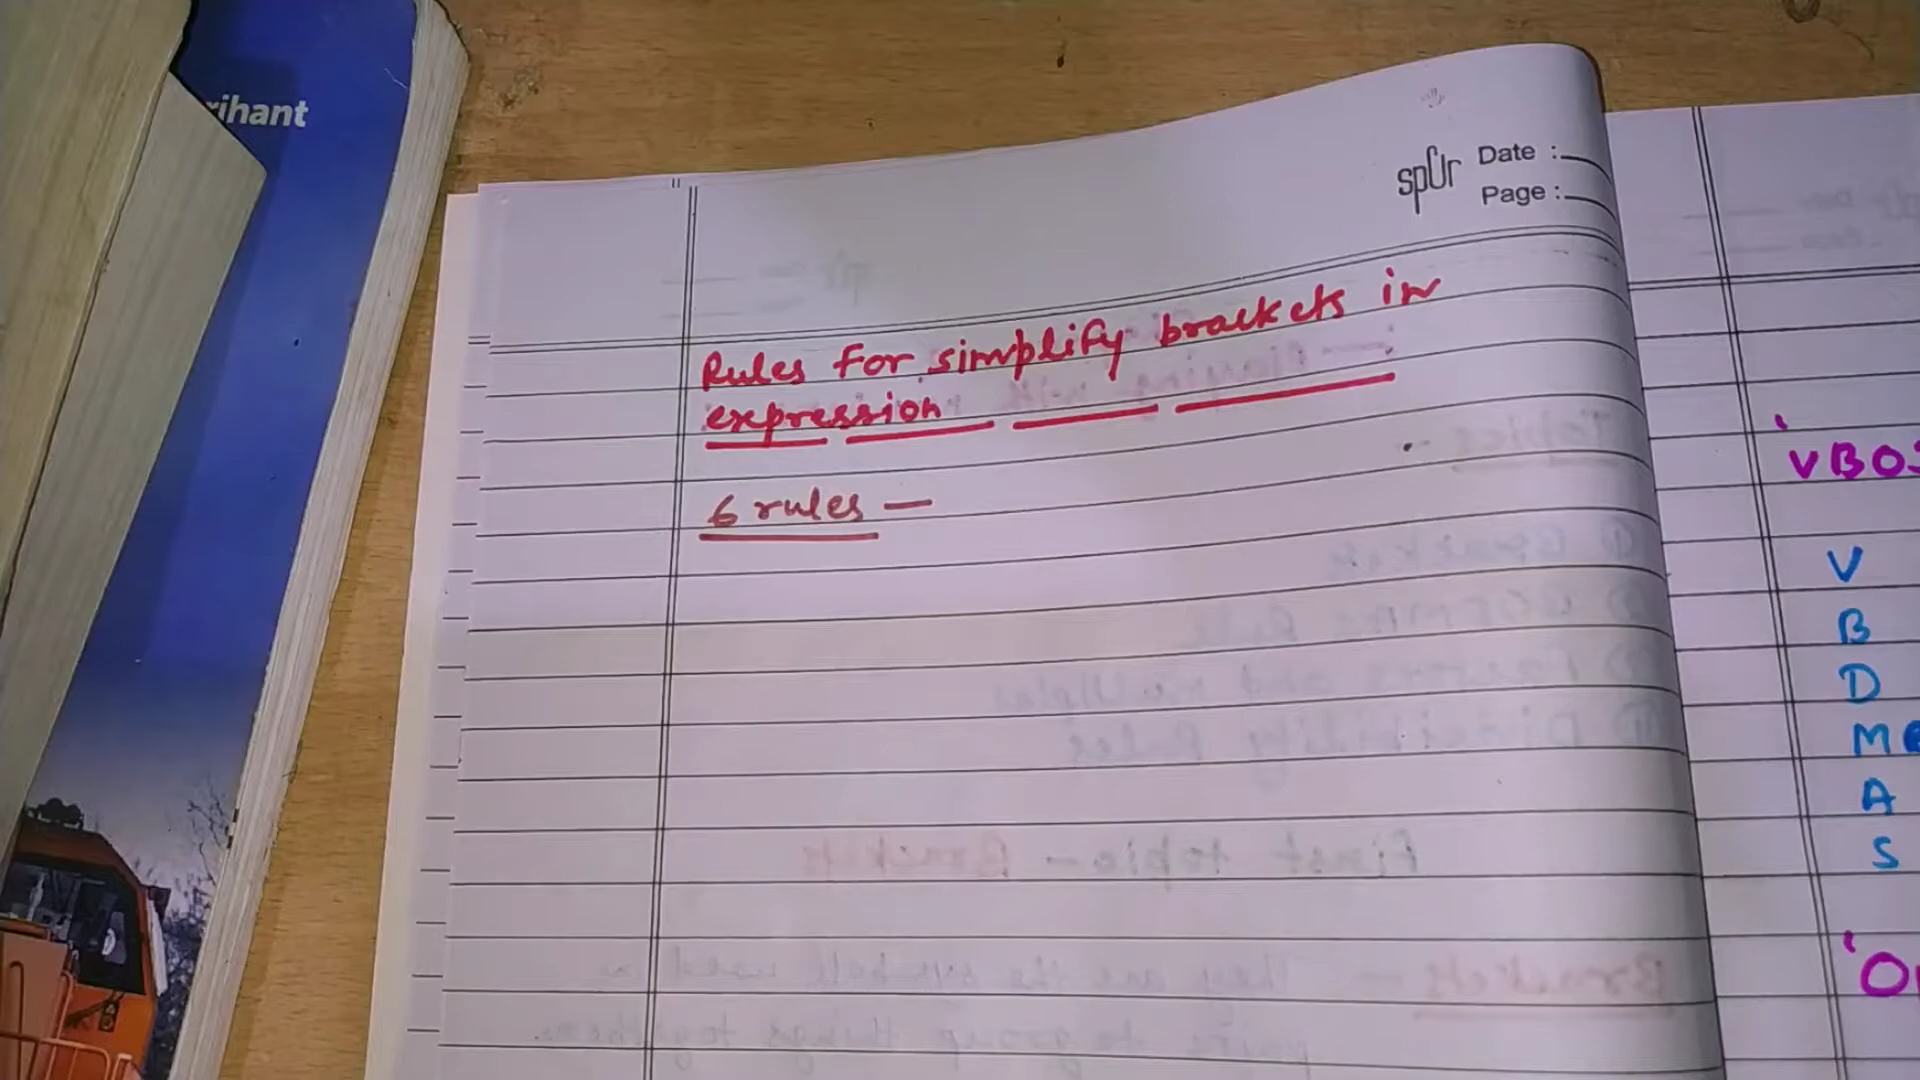 rihant
spUr Date :
Page :
Rules for simplify brackets in
expression
6 rules —
VBO
V
B
D
M
A
S
'O